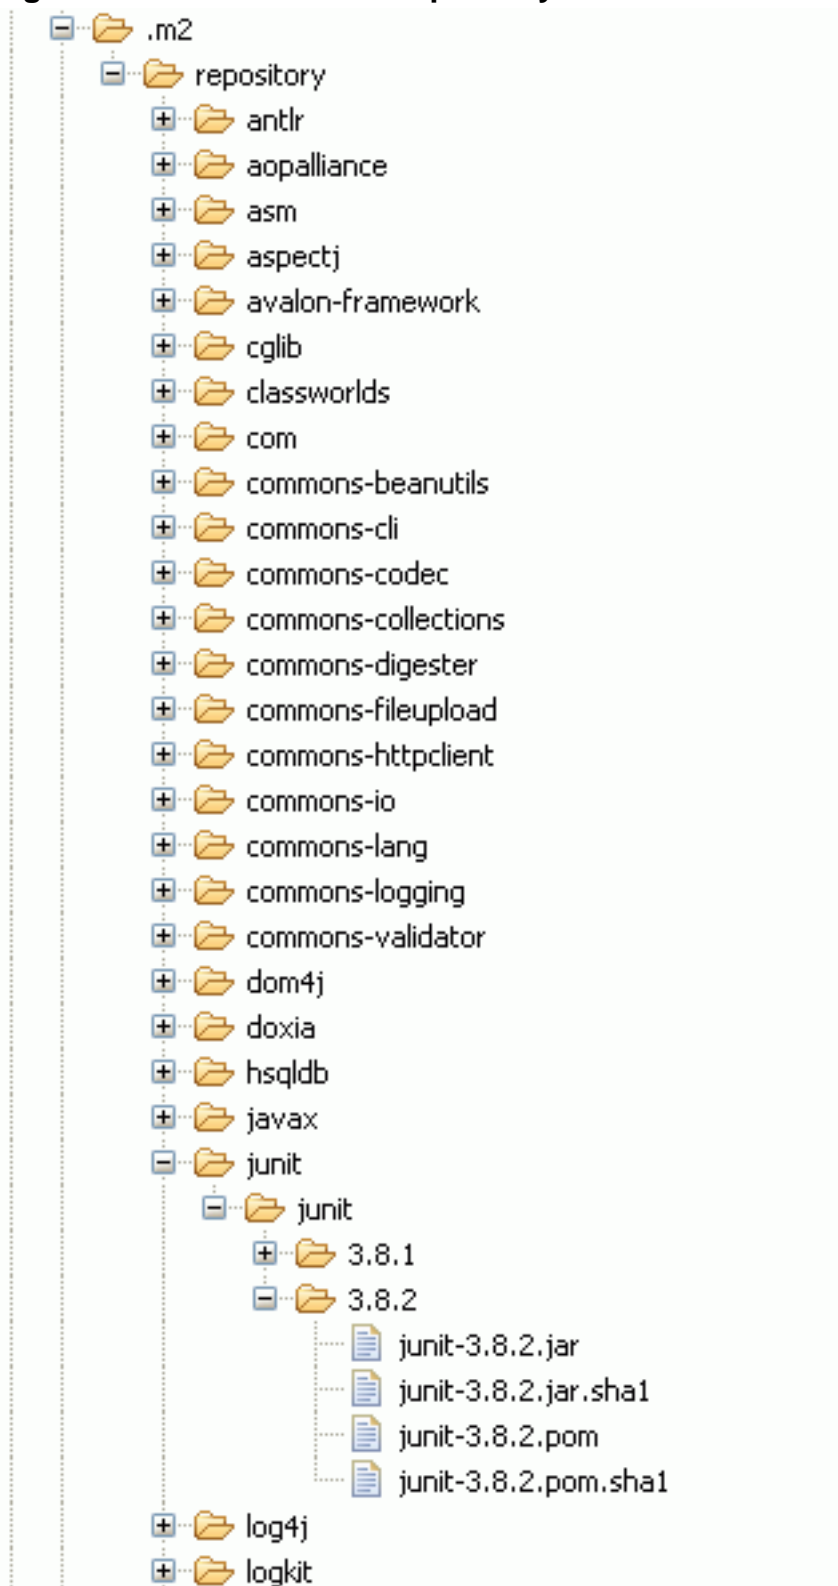 .m2
repository
antlr
aopalliance
asm
aspectj
avalon-framework
cglib
classworlds
com
commons-beanutils
commons-cli
commons-codec
commons-collections
commons-digester
commons-fileupload
commons-httpclient
commons-io
commons-lang
commons-logging
commons-validator
dom4j
doxia
hsqldb
javax
junit
junit
3.8.1
3.8.2
junit-3.8.2.jar
junit-3.8.2.jar.sha1
junit-3.8.2.pom
junit-3.8.2.pom.sha1
log4j
logkit